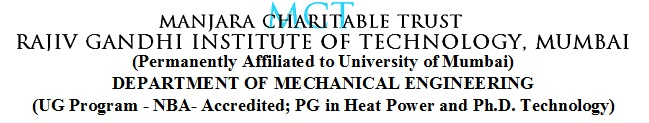 MCT
MANJARA CHARITABLE TRUST
RAJIV GANDHI INSTITUTE OF TECHNOLOGY, MUMBAI
(Permanently Affiliated to University of Mumbai)
DEPARTMENT OF MECHANICAL ENGINEERING
(UG Program - NBA- Accredited; PG in Heat Power and Ph.D. Technology)